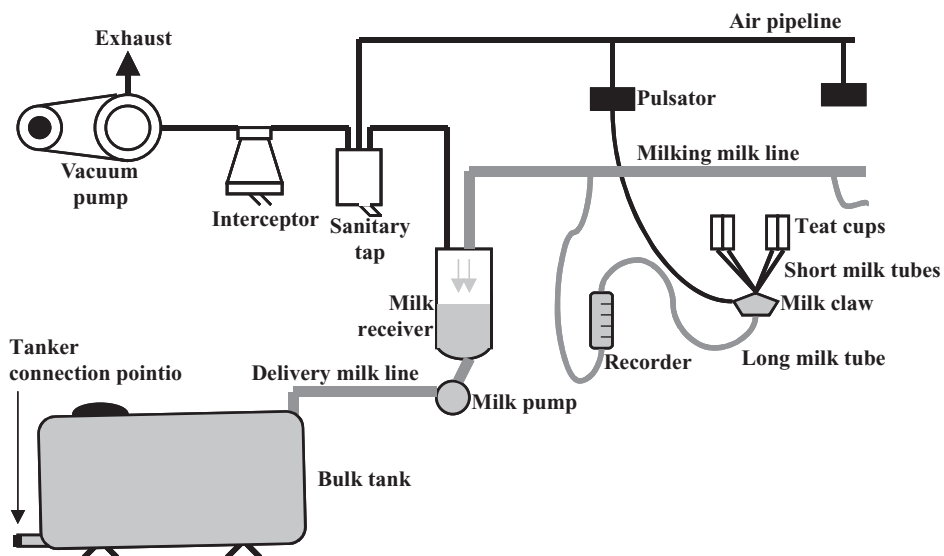 Air pipeline
Exhaust
Pulsator
Vacuum
pump
Milking milk line
Interceptor
Sanitary
tap
Teat cups
Short milk tubes
Milk
receiver
Milk claw
Tanker
connection pointio
Delivery milk line
Recorder
Long milk tube
Milk pump
Bulk tank